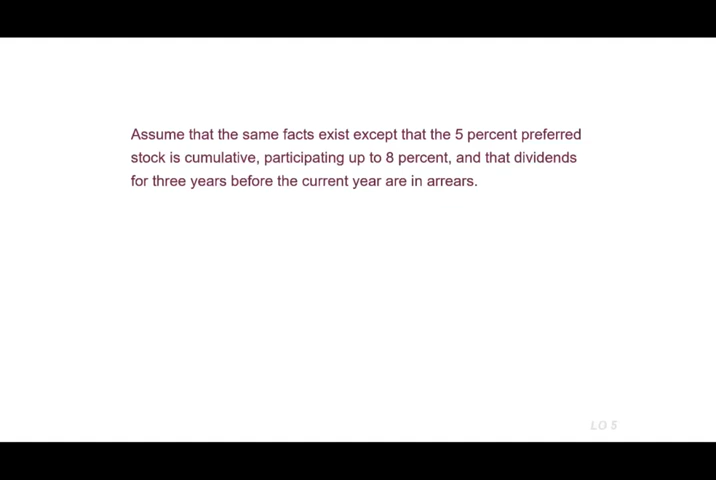 Assume that the same facts exist except that the 5 percent preferred
stock is cumulative, participating up to 8 percent, and that dividends
for three years before the current year are in arrears.
LO 5